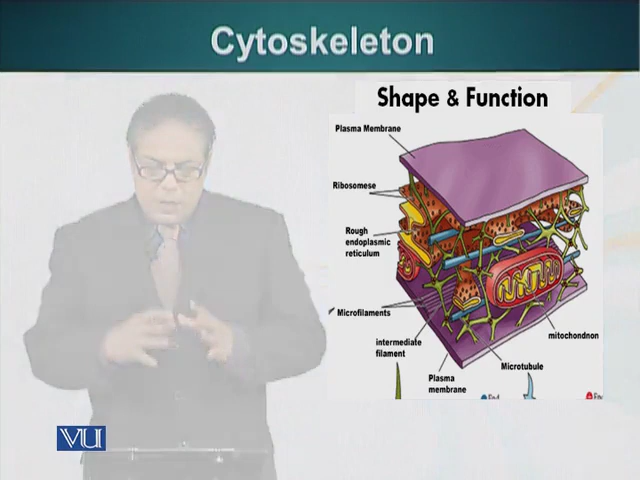 Cytoskeleton
Shape & Function
Plasma Membrane
Ribosomese
Rough
endoplasmic
reticulum
Microfilaments
intermediate
filament
mitochondnon
Microtubule
Plasma
membrane
VU